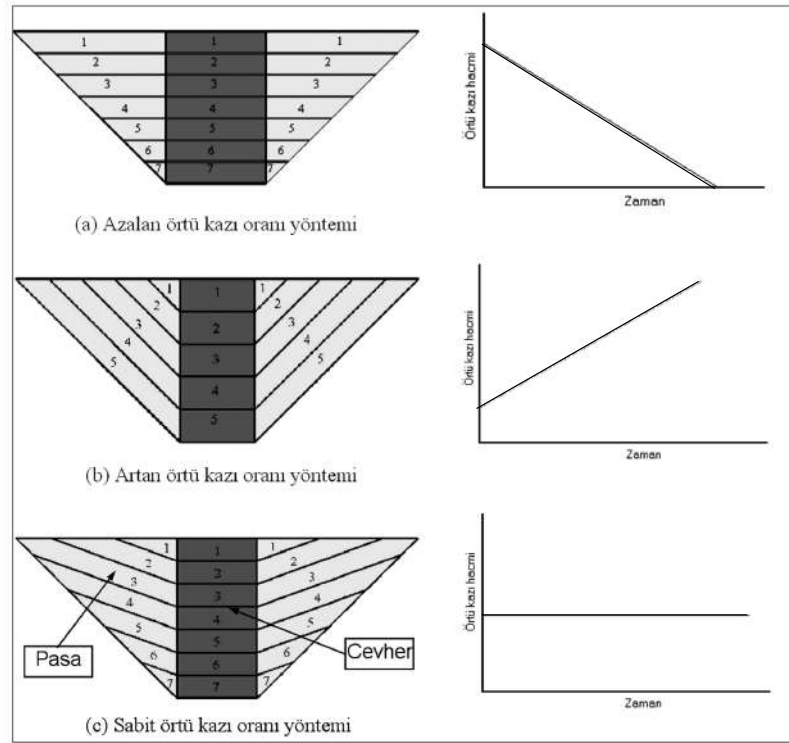 1 1 1
2 2 2
3 3 3
4 4 4
5 5 5
6 6 6
7 7 7
Örtü kazı hacmi
Zaman
(a) Azalan örtü kazı oranı yöntemi
1 1 1
2 2 2
3 3 3
4 4 4
5 5 5
Örtü kazı hacmi
Zaman
(b) Artan örtü kazı oranı yöntemi
1 1 1
2 2 2
3 3 3
4 4 4
5 5 5
6 6 6
7 7 7
Pasa
Cevher
Örtü kazı hacmi
Zaman
(c) Sabit örtü kazı oranı yöntemi